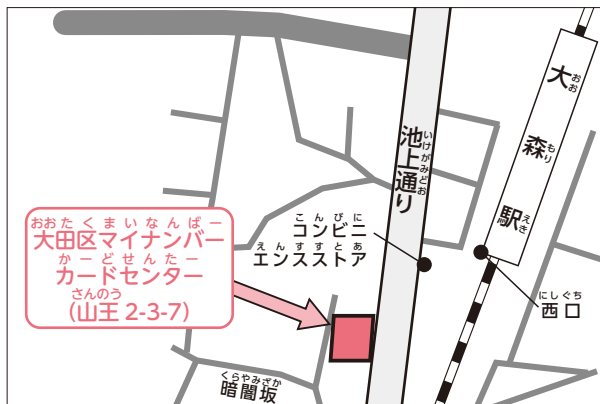 おお
大
もり
森
えき
駅
いけがみどお
池上通り
こんびに
コンビニ
えんすすとあ
エンスストア
にしぐち
西口
おおたくまいなんばー
大田区マイナンバー
かーどせんたー
カードセンター
さんのう
(山王 2-3-7)
くらやみざか
暗闇坂